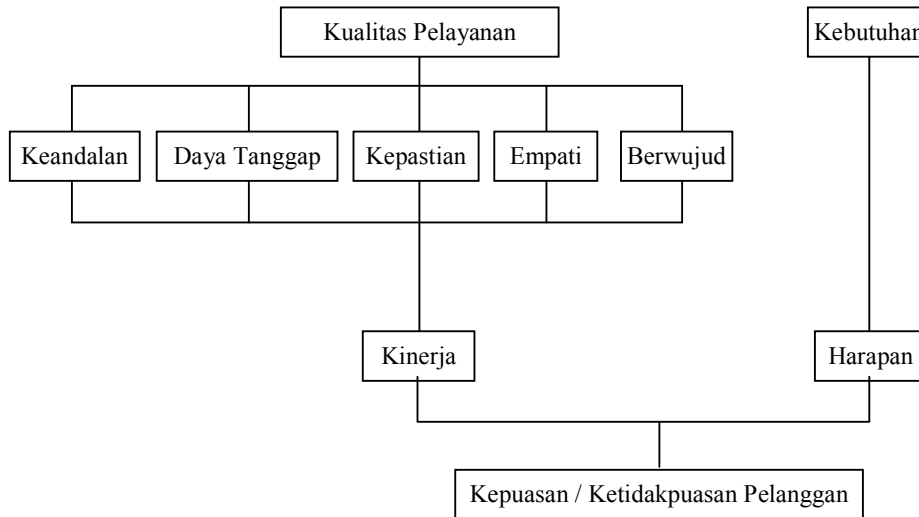 Kualitas Pelayanan
Kebutuhan
Keandalan
Daya Tanggap
Kepastian
Empati
Berwujud
Kinerja
Harapan
Kepuasan / Ketidakpuasan Pelanggan